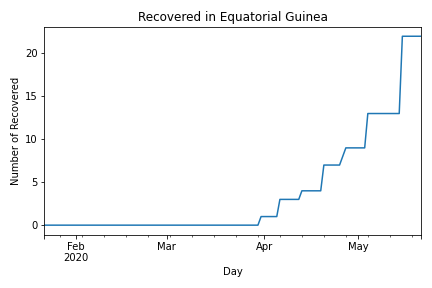 Recovered in Equatorial Guinea
Number of Recovered
20
15
10
5
0
Feb
2020
Mar
Apr
May
Day